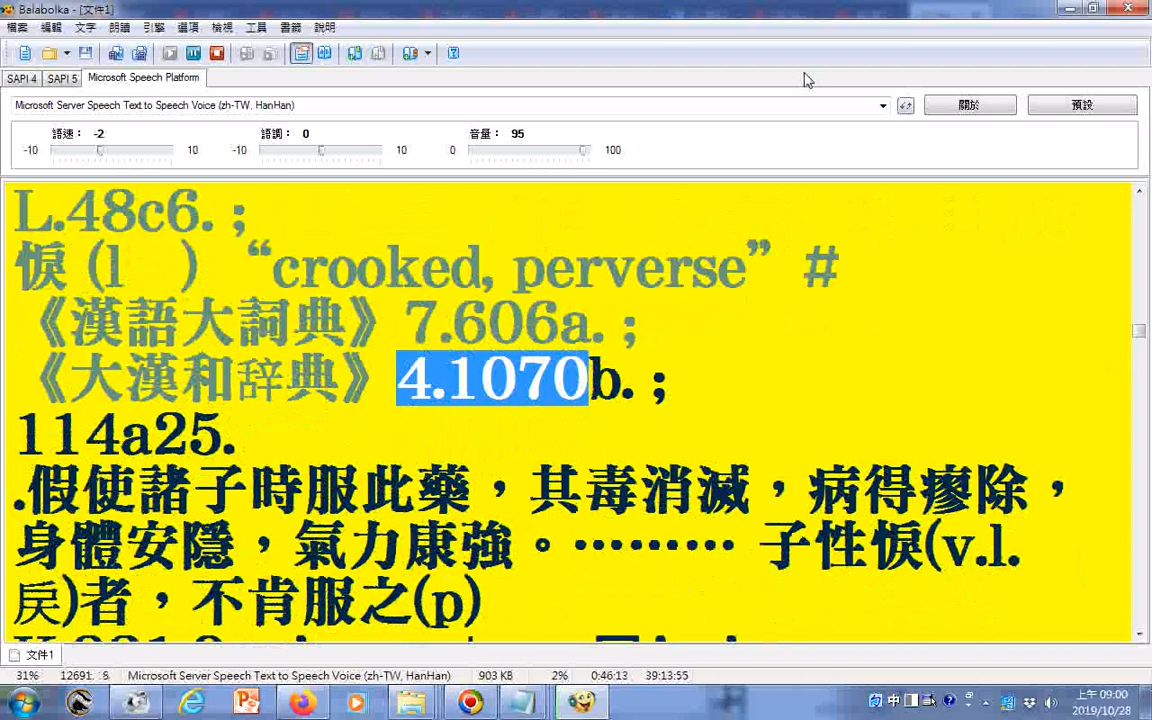 Balabolka - [文件1]
檔案 編輯 文字 朗讀 引擎 選項 檢視 工具 書籤 說明
SAPI 4 SAPI 5 Microsoft Speech Platform
Microsoft Server Speech Text to Speech Voice (zh-TW, HanHan) 關於 預設
語速： -2 語調： 0 音量： 95
-10 10 -10 10 0 100
L.48c6. ;
悷 (l ) “crooked, perverse” #
《漢語大詞典》 7.606a. ;
《大漢和辞典》 4.1070b. ;
114a25.
.假使諸子時服此藥，其毒消滅，病得瘳除，
身體安隱，氣力康強。⋯⋯⋯ 子性悷(v.l.
戾)者，不肯服之(p)
文件1
31% Microsoft Server Speech Text to Speech Voice (zh-TW, HanHan) 903 KB 2% 0:46:13 39:13:55
中 上午 09:00
2019/10/28